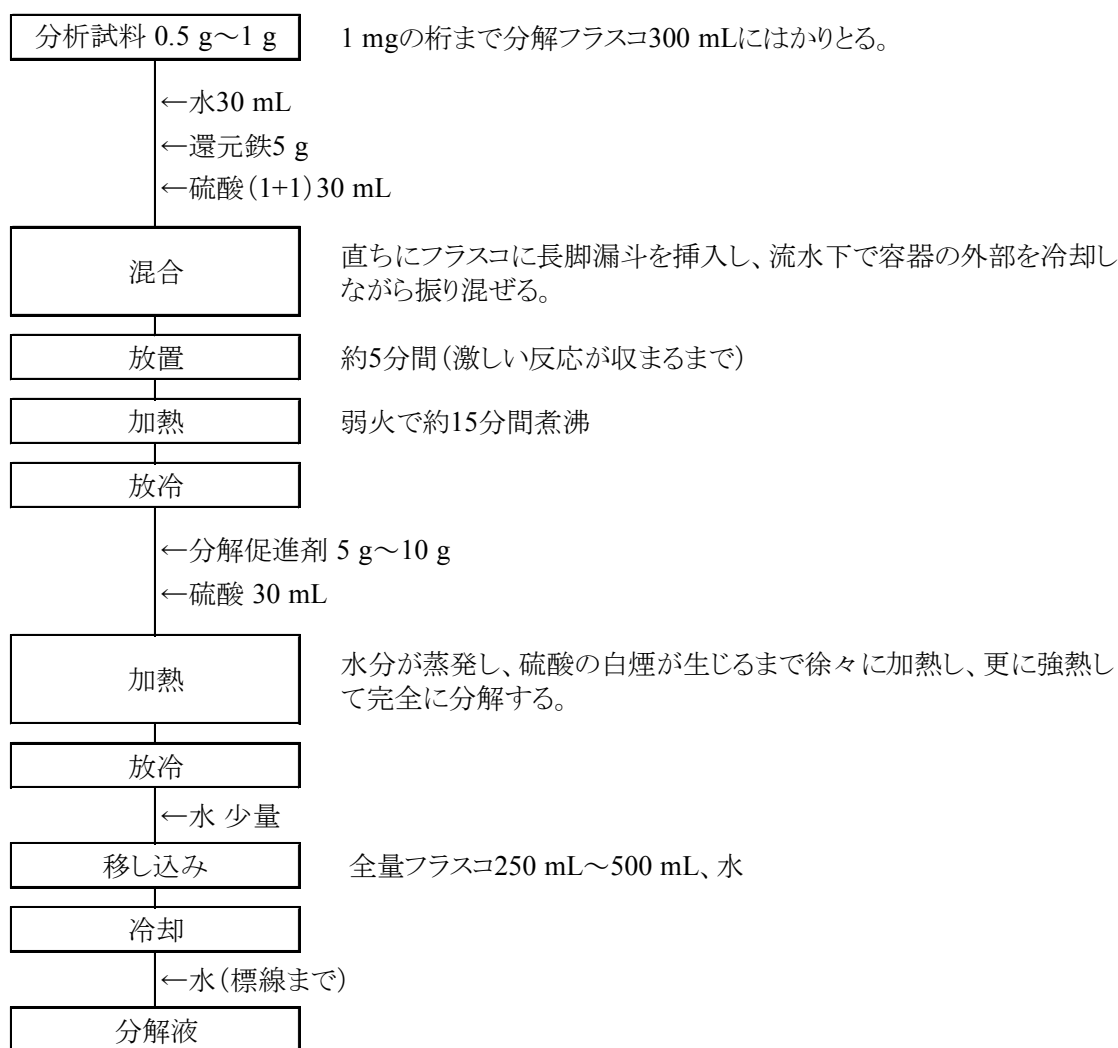 分析試料 0.5 g～1 g
1 mgの桁まで分解フラスコ300 mLにはかりとる。
←水30 mL
←還元鉄5 g
←硫酸(1+1)30 mL
混合
直ちにフラスコに長脚漏斗を挿入し、流水下で容器の外部を冷却し
ながら振り混ぜる。
放置
約5分間(激しい反応が収まるまで)
加熱
弱火で約15分間煮沸
放冷
←分解促進剤 5 g～10 g
←硫酸 30 mL
加熱
水分が蒸発し、硫酸の白煙が生じるまで徐々に加熱し、更に強熱し
て完全に分解する。
放冷
←水 少量
移し込み
全量フラスコ250 mL～500 mL、水
冷却
←水(標線まで)
分解液